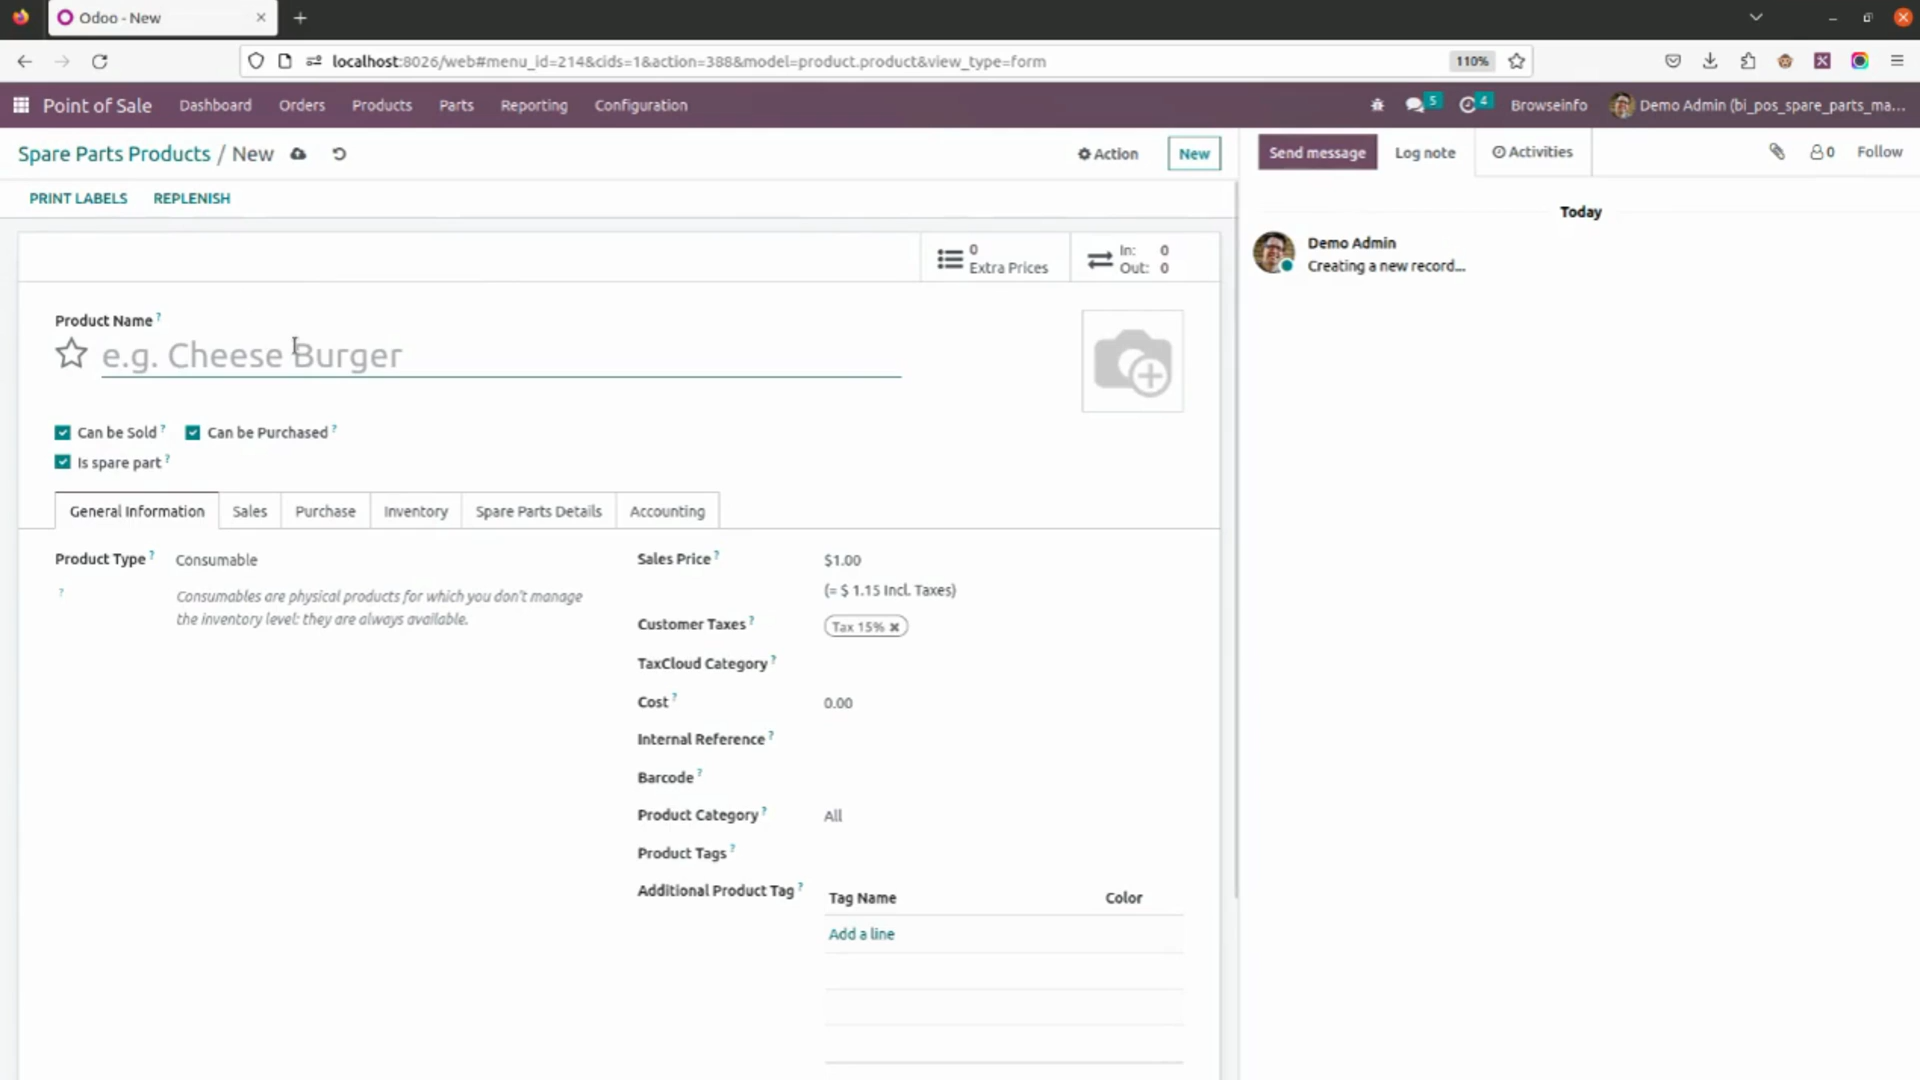 Odoo - New
localhost:8026/web#menu_id=214&cids=1&action=388&model=product.product&view_type=form
110%
Point of Sale Dashboard Orders Products Parts Reporting Configuration
5 4 Browseinfo Demo Admin (bi_pos_spare_parts_ma...
Spare Parts Products / New
Action New
Send message Log note Activities 0 Follow
PRINT LABELS REPLENISH
Today
Demo Admin
Creating a new record...
0
Extra Prices
In: 0
Out: 0
Product Name ?
e.g. Cheese Burger
Can be Sold ? Can be Purchased ?
Is spare part ?
General Information Sales Purchase Inventory Spare Parts Details Accounting
Product Type ? Consumable
?
Consumables are physical products for which you don't manage
the inventory level: they are always available.
Sales Price ? $1.00
(= $ 1.15 Incl. Taxes)
Customer Taxes ? Tax 15%
TaxCloud Category ?
Cost ? 0.00
Internal Reference ?
Barcode ?
Product Category ? All
Product Tags ?
Additional Product Tag ?
Tag Name Color
Add a line